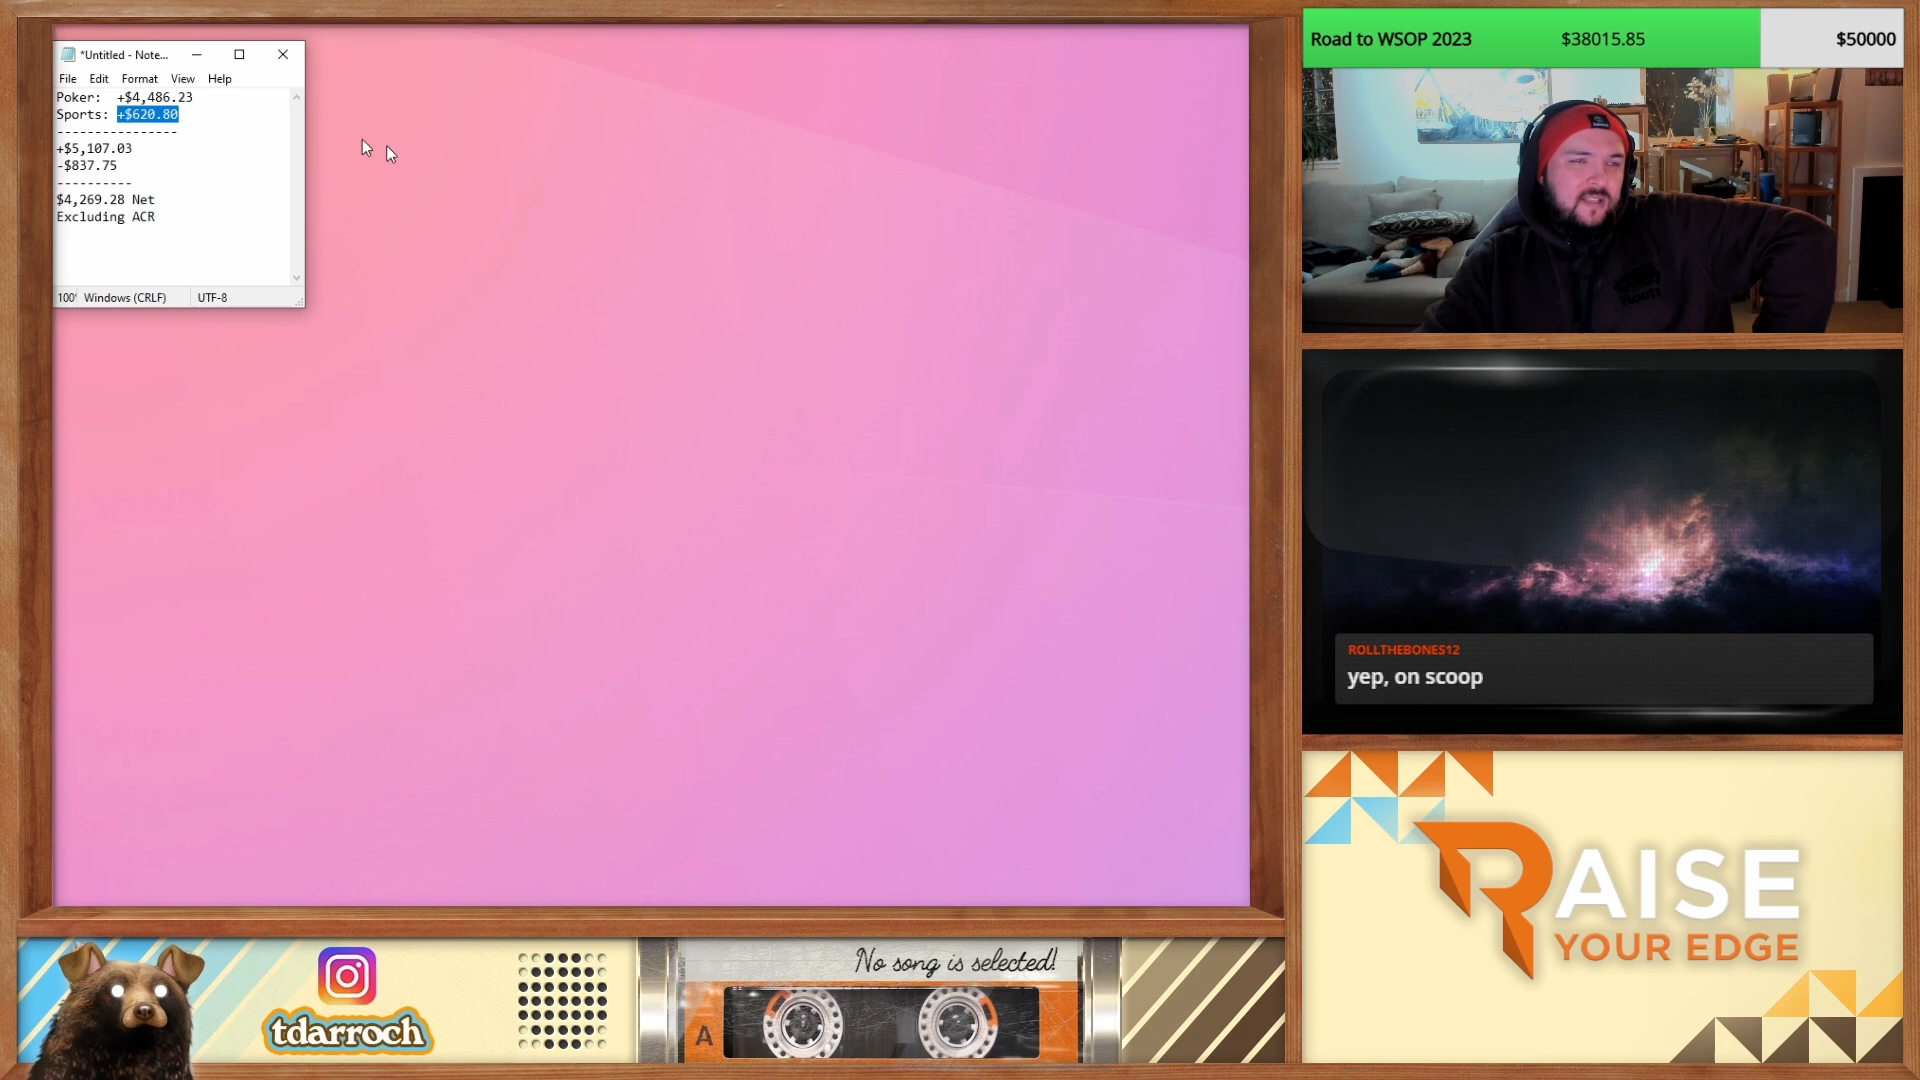 *Untitled - Note...
File Edit Format View Help
Poker: +$4,486.23
Sports: +$620.80
----------------
+$5,107.03
-$837.75
----------
$4,269.28 Net
Excluding ACR
100% Windows (CRLF) UTF-8
Road to WSOP 2023 $38015.85 $50000
ROOTS
ROLLTHEBONES12
yep, on scoop
RAISE
YOUR EDGE
tdarroch
No song is selected!
A